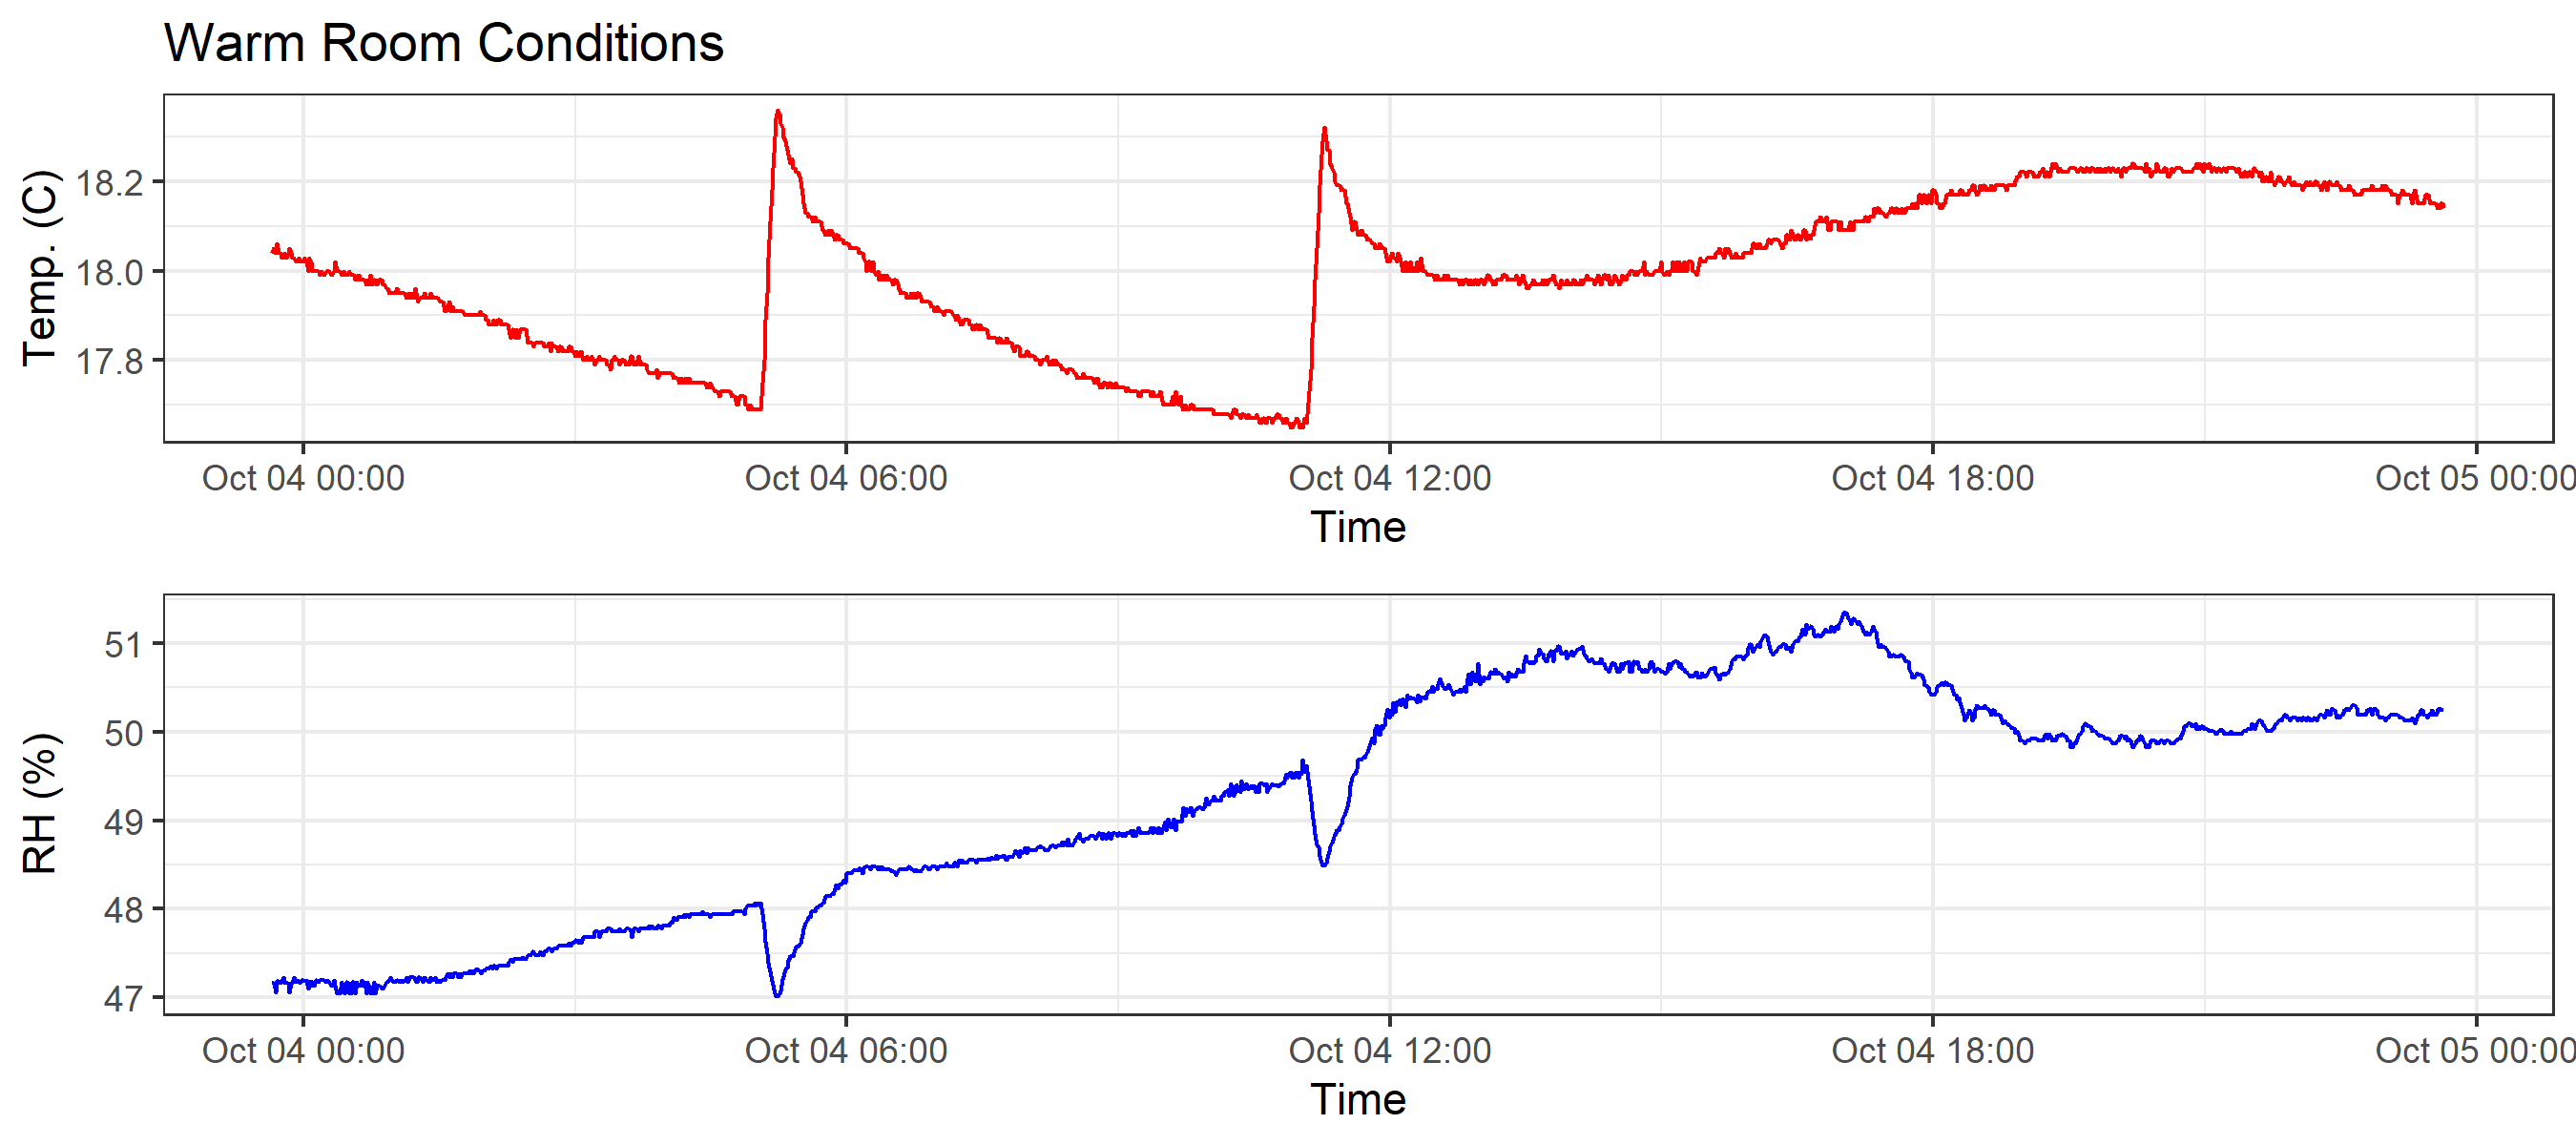 Warm Room Conditions
Temp. (C)
18.2
18.0
17.8
Oct 04 00:00 Oct 04 06:00 Oct 04 12:00 Oct 04 18:00 Oct 05 00:00
Time
RH (%)
51
50
49
48
47
Oct 04 00:00 Oct 04 06:00 Oct 04 12:00 Oct 04 18:00 Oct 05 00:00
Time